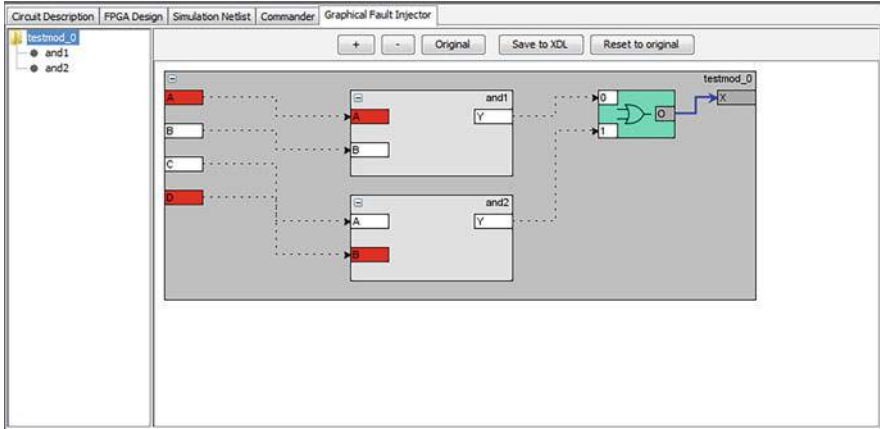 Circuit Description FPGA Design Simulation Netlist Commander Graphical Fault Injector
testmod_0
and1
and2
+ - Original Save to XDL Reset to original
testmod_0
A and1 0 X
A Y O
B B 1
C
D and2
A Y
B